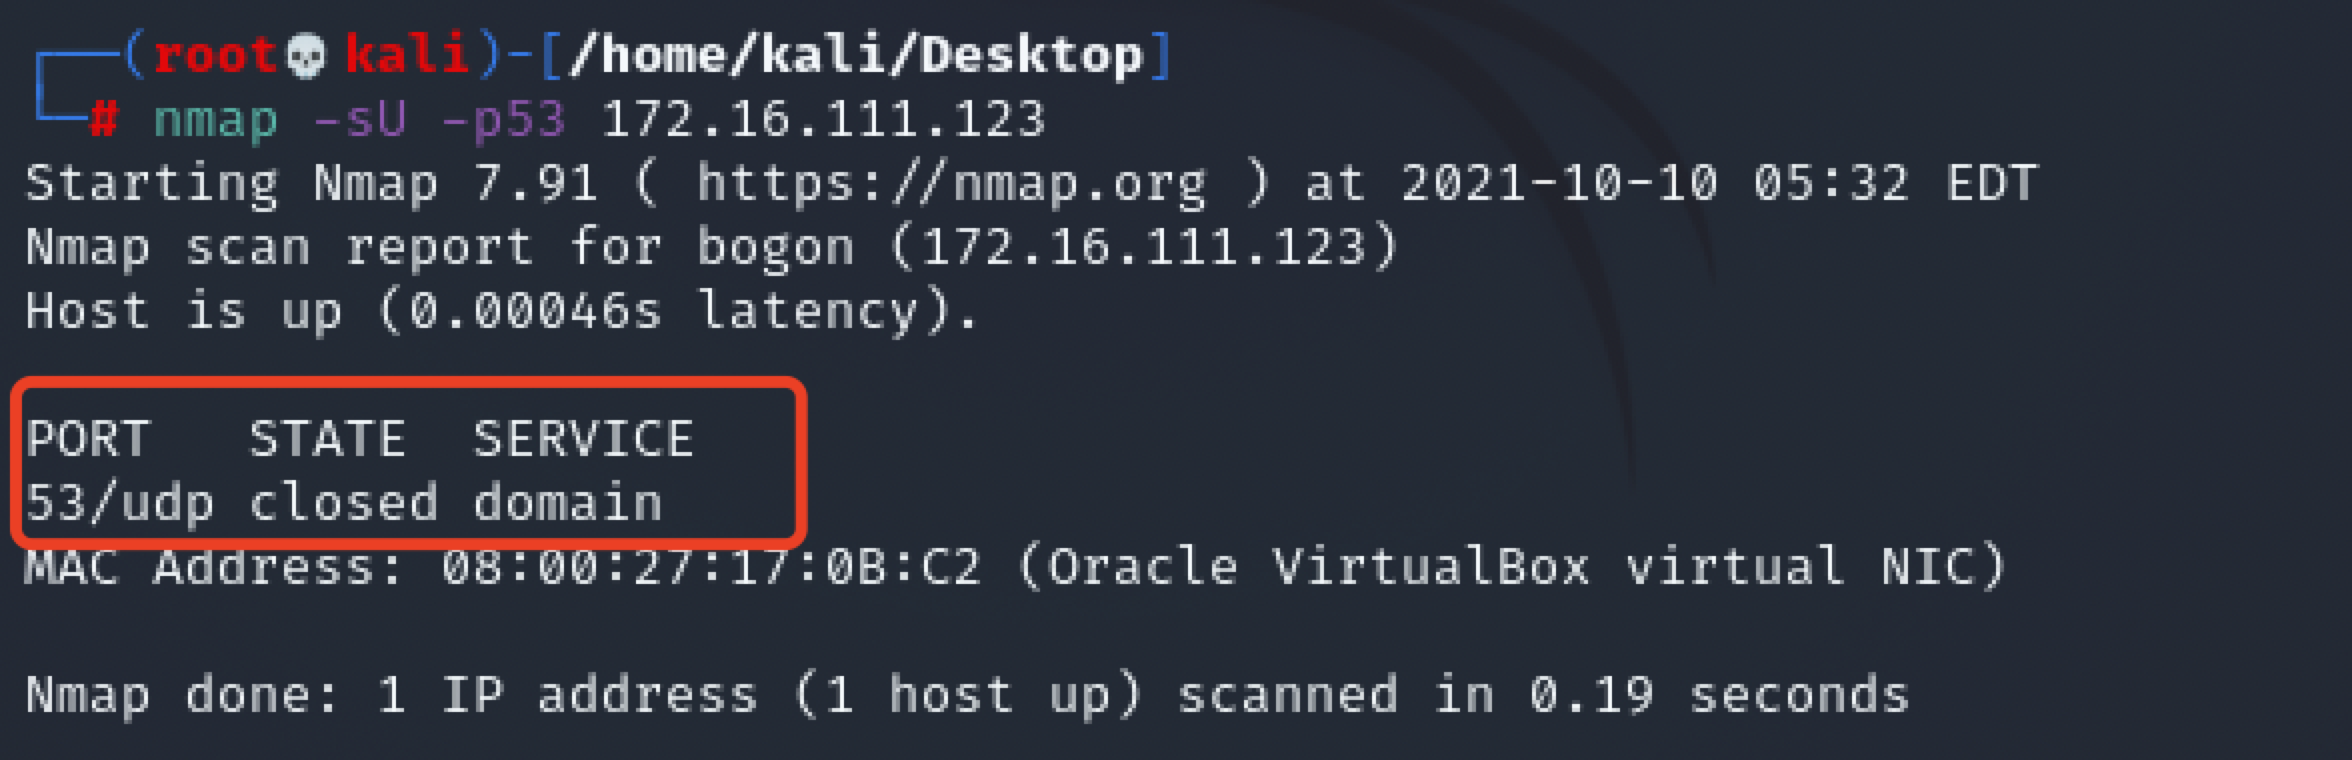 ┌──(root💀kali)-[/home/kali/Desktop]
└─# nmap -sU -p53 172.16.111.123
Starting Nmap 7.91 ( https://nmap.org ) at 2021-10-10 05:32 EDT
Nmap scan report for bogon (172.16.111.123)
Host is up (0.00046s latency).
PORT   STATE  SERVICE
53/udp closed domain
MAC Address: 08:00:27:17:0B:C2 (Oracle VirtualBox virtual NIC)
Nmap done: 1 IP address (1 host up) scanned in 0.19 seconds